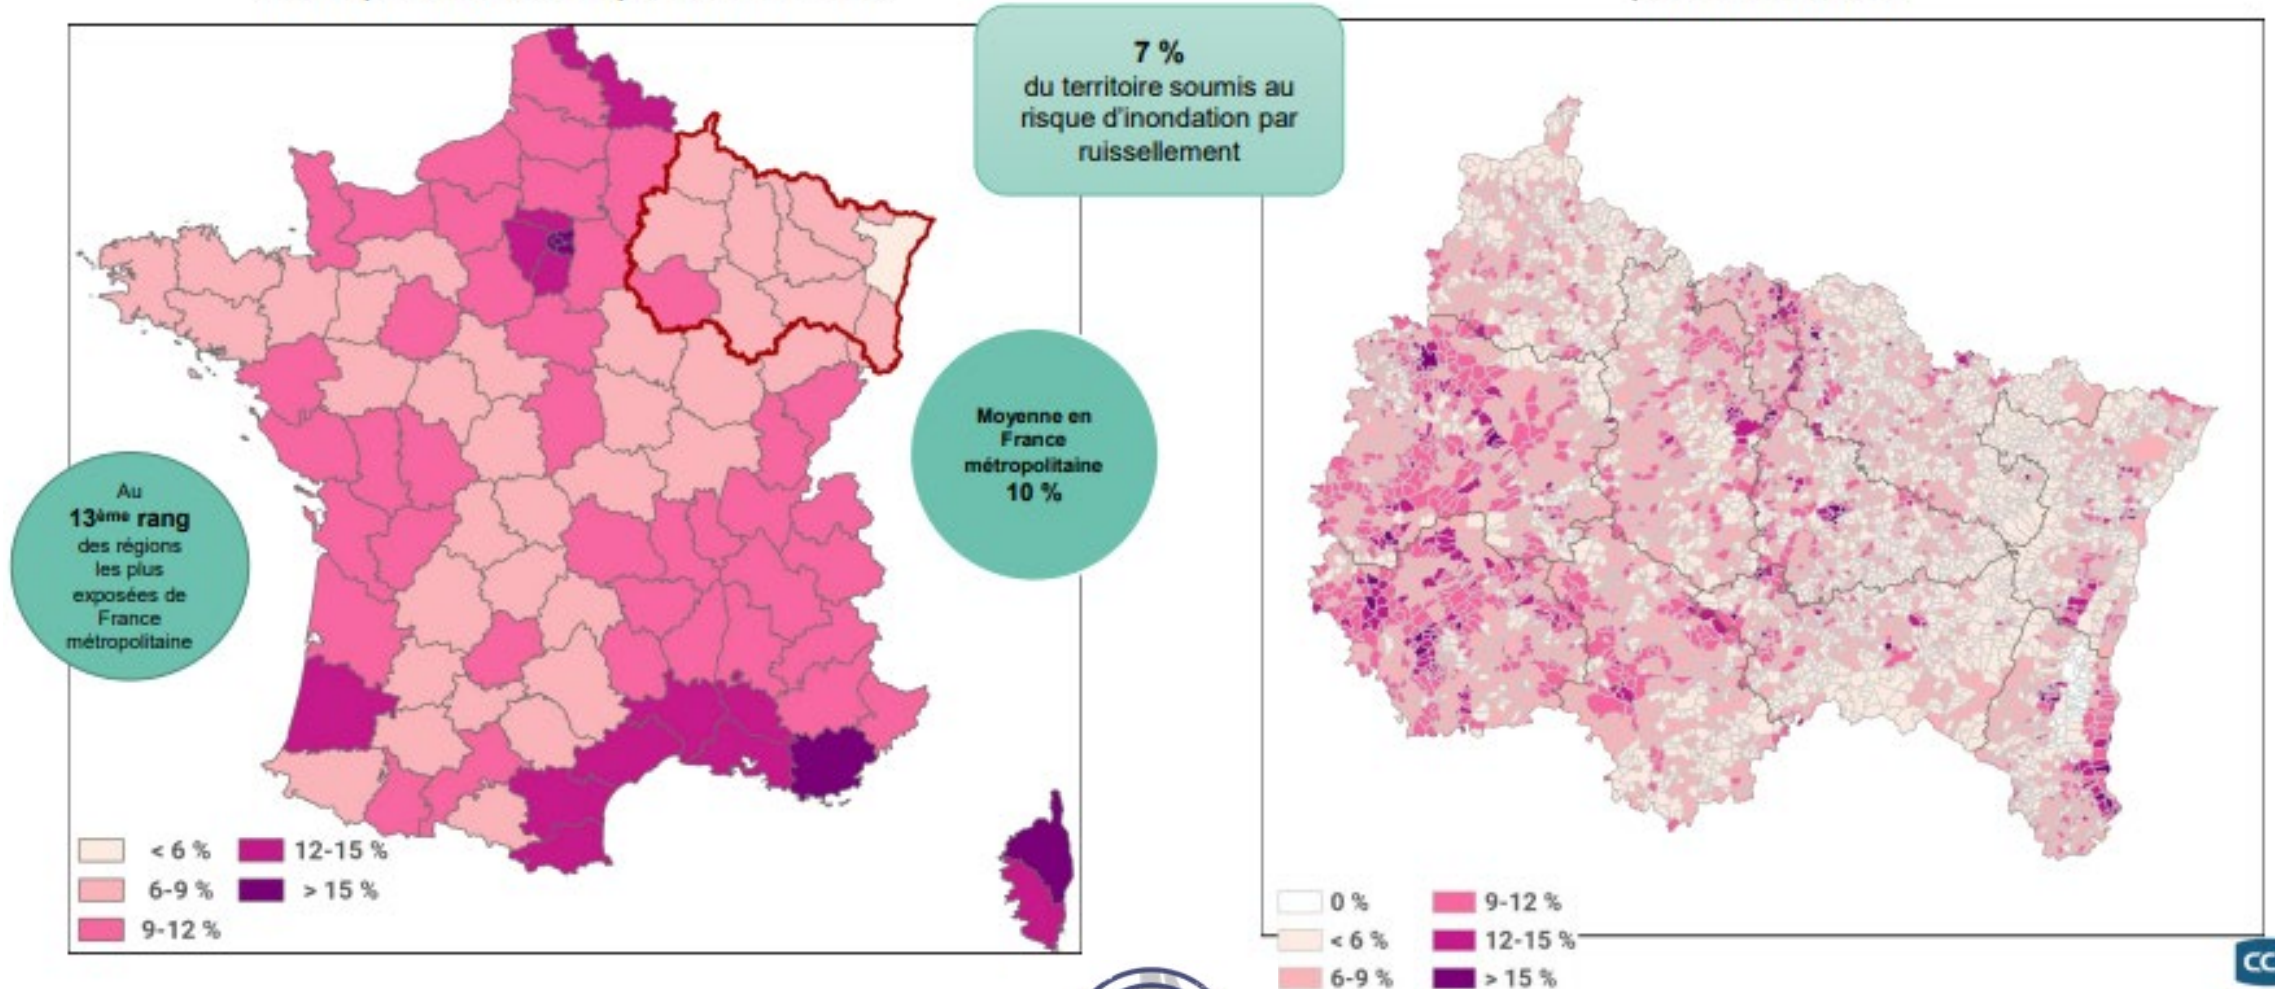 7 %
du territoire soumis au
risque d'inondation par
ruissellement
Moyenne en
France
métropolitaine
10 %
Au
13ème rang
des régions
les plus
exposées de
France
métropolitaine
< 6 %
6-9 %
9-12 %
12-15 %
> 15 %
0 %
< 6 %
6-9 %
9-12 %
12-15 %
> 15 %